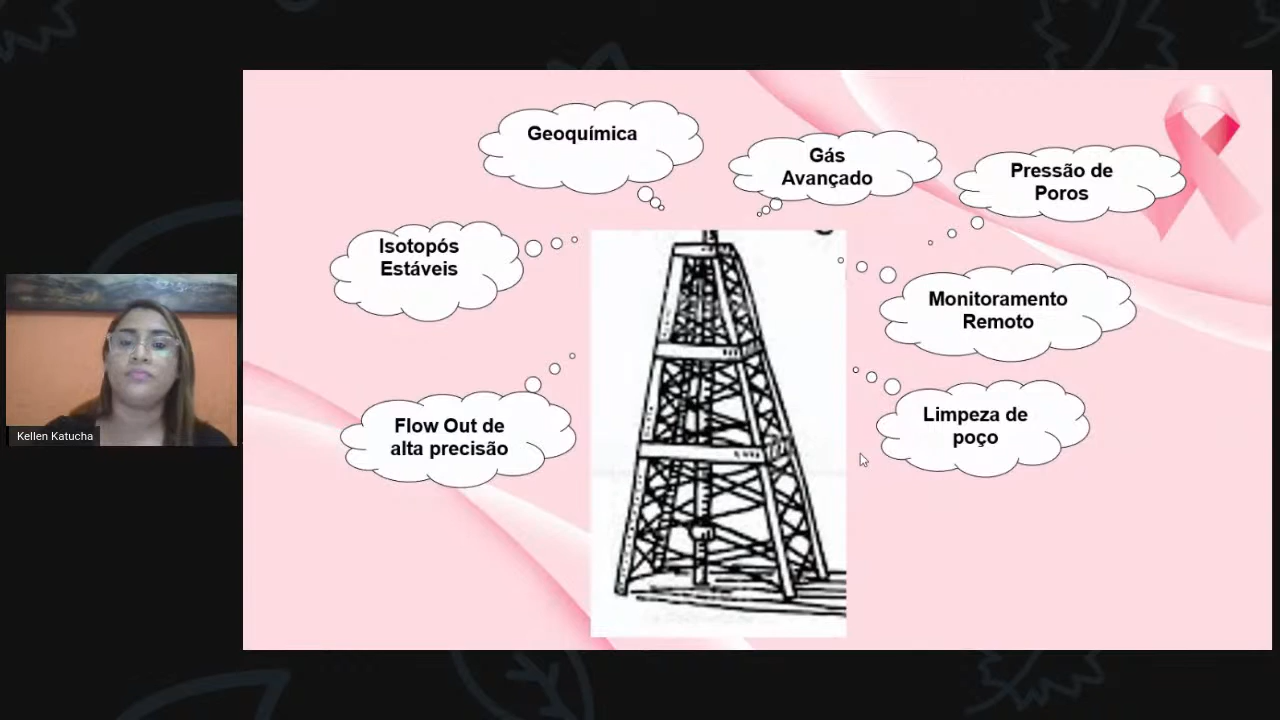 Geoquímica
Gás
Avançado
Pressão de
Poros
Isotopós
Estáveis
Monitoramento
Remoto
Flow Out de
alta precisão
Limpeza de
poço
Kellen Katucha